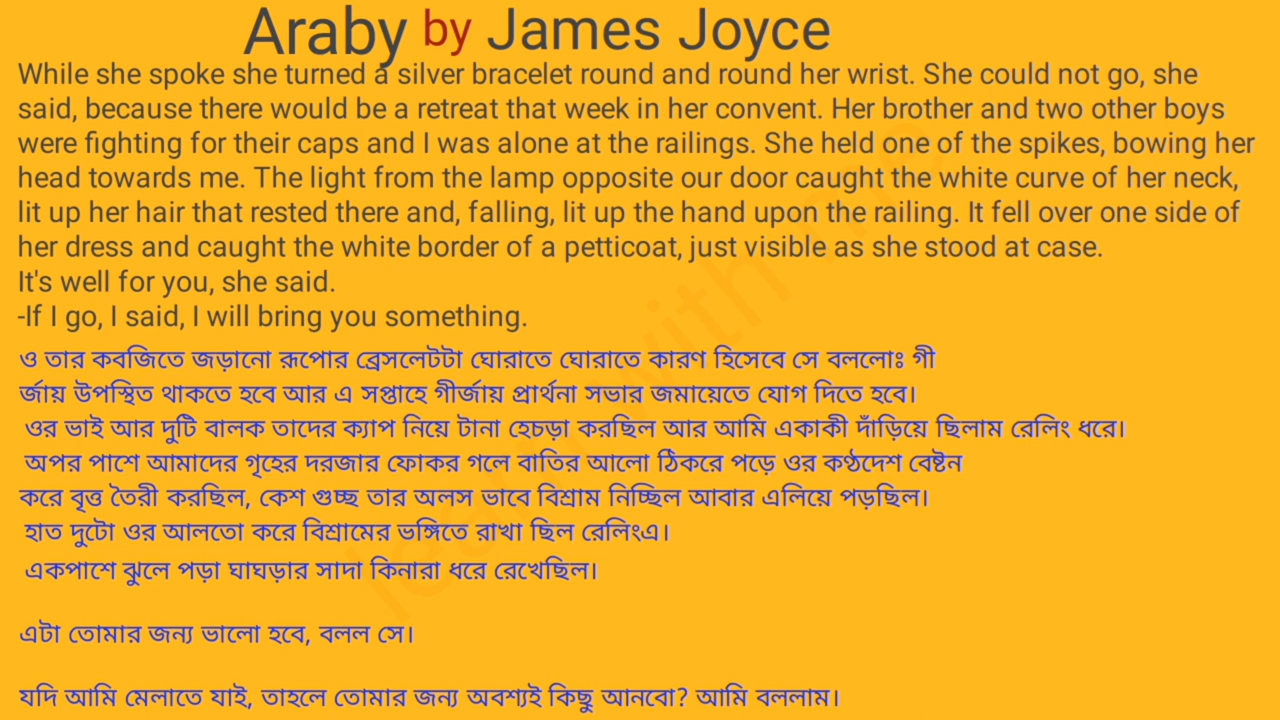 Araby by James Joyce
While she spoke she turned a silver bracelet round and round her wrist. She could not go, she
said, because there would be a retreat that week in her convent. Her brother and two other boys
were fighting for their caps and I was alone at the railings. She held one of the spikes, bowing her
head towards me. The light from the lamp opposite our door caught the white curve of her neck,
lit up her hair that rested there and, falling, lit up the hand upon the railing. It fell over one side of
her dress and caught the white border of a petticoat, just visible as she stood at case.
It's well for you, she said.
-If I go, I said, I will bring you something.
ও তার কবজিতে জড়ানো রূপোর ব্রেসলেটটা ঘোরাতে ঘোরাতে কারণ হিসেবে সে বললোঃ গী
র্জায় উপস্থিত থাকতে হবে আর এ সপ্তাহে গীর্জায় প্রার্থনা সভার জমায়েতে যোগ দিতে হবে।
ওর ভাই আর দুটি বালক তাদের ক্যাপ নিয়ে টানা হেচড়া করছিল আর আমি একাকী দাঁড়িয়ে ছিলাম রেলিং ধরে।
অপর পাশে আমাদের গৃহের দরজার ফোকর গলে বাতির আলো ঠিকরে পড়ে ওর কণ্ঠদেশ বেষ্টন
করে বৃত্ত তৈরী করছিল, কেশ গুচ্ছ তার অলস ভাবে বিশ্রাম নিচ্ছিল আবার এলিয়ে পড়ছিল।
হাত দুটো ওর আলতো করে বিশ্রামের ভঙ্গিতে রাখা ছিল রেলিংএ।
একপাশে ঝুলে পড়া ঘাঘড়ার সাদা কিনারা ধরে রেখেছিল।
এটা তোমার জন্য ভালো হবে, বলল সে।
যদি আমি মেলাতে যাই, তাহলে তোমার জন্য অবশ্যই কিছু আনবো? আমি বললাম।
learn with me